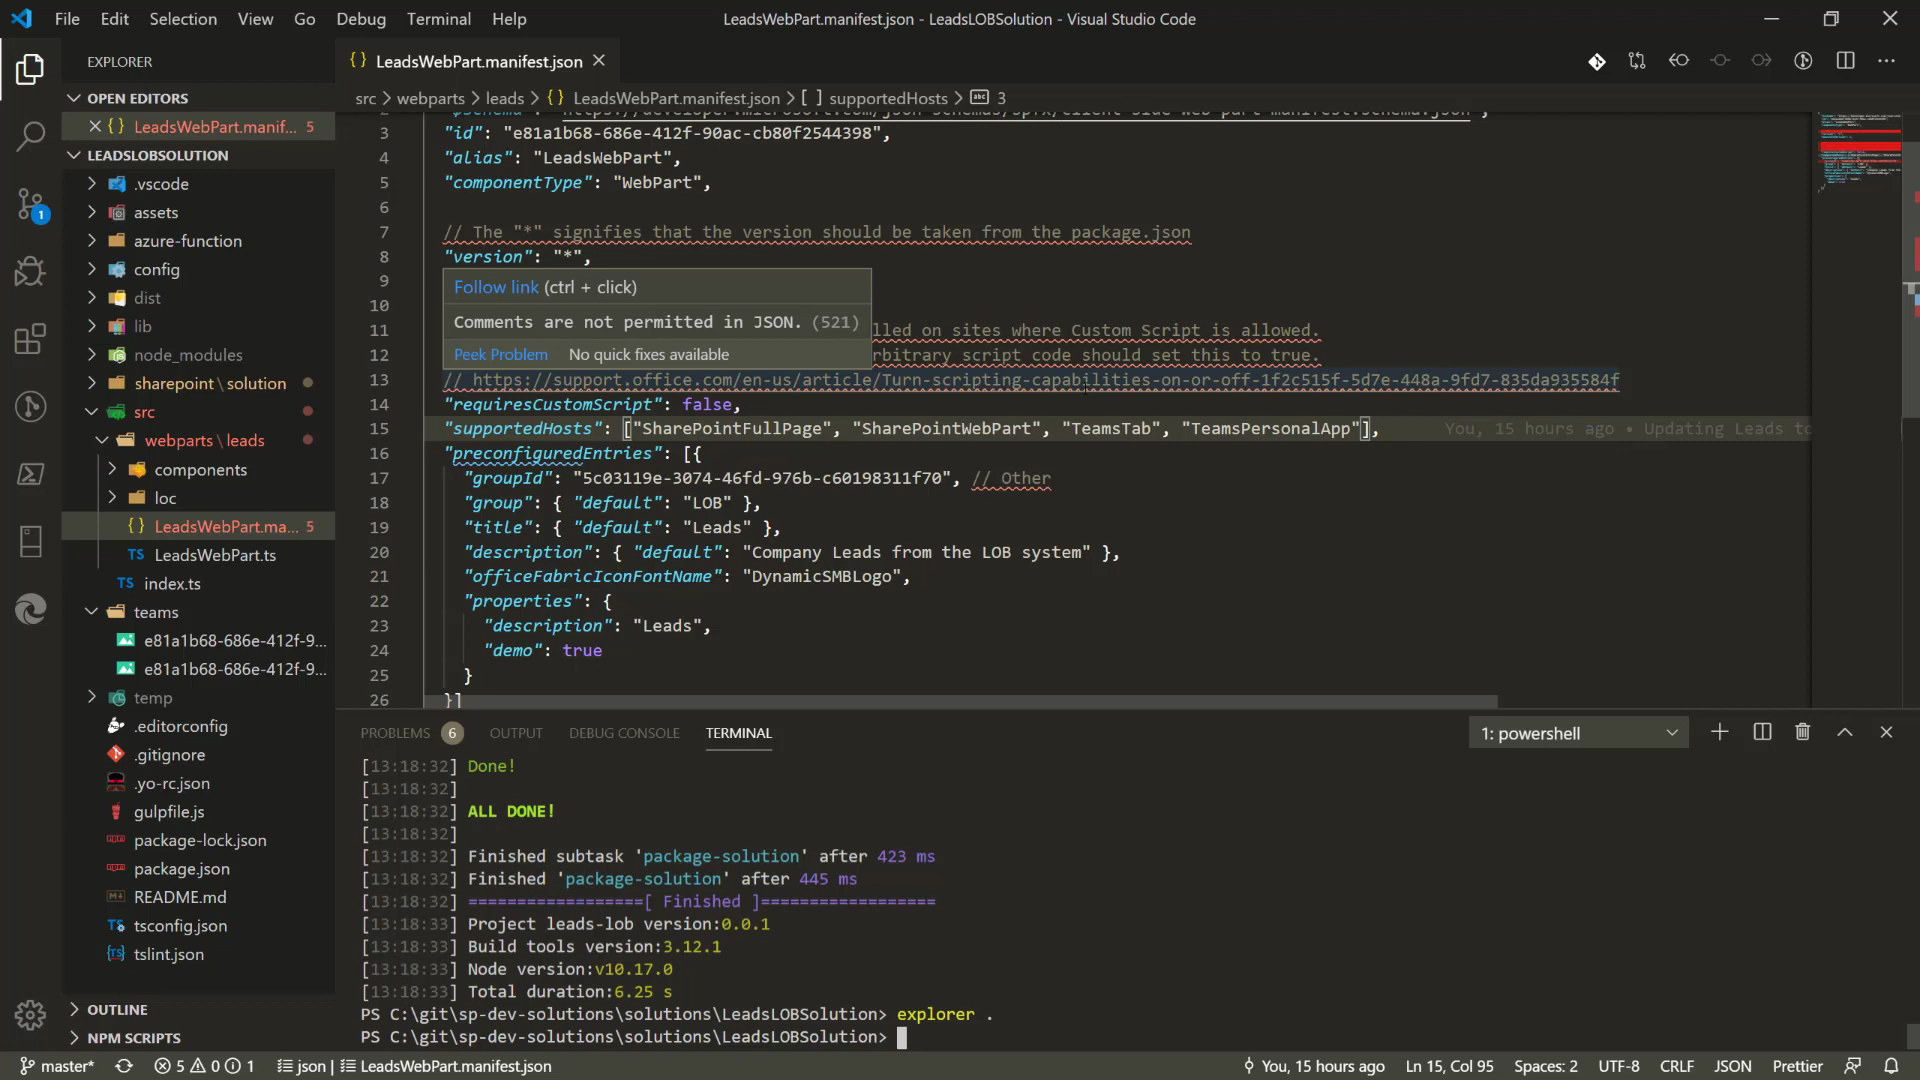 File Edit Selection View Go Debug Terminal Help
LeadsWebPart.manifest.json - LeadsLOBSolution - Visual Studio Code
EXPLORER
OPEN EDITORS
{} LeadsWebPart.manif... 5
LEADSLOBSOLUTION
.vscode
assets
azure-function
config
dist
lib
node_modules
sharepoint \ solution
src
webparts \ leads
components
loc
{} LeadsWebPart.ma... 5
TS LeadsWebPart.ts
TS index.ts
teams
e81a1b68-686e-412f-9...
e81a1b68-686e-412f-9...
temp
.editorconfig
.gitignore
.yo-rc.json
gulpfile.js
package-lock.json
package.json
README.md
tsconfig.json
tslint.json
OUTLINE
NPM SCRIPTS
1
{} LeadsWebPart.manifest.json
src > webparts > leads > {} LeadsWebPart.manifest.json > [ ] supportedHosts > abc 3
3 "id": "e81a1b68-686e-412f-90ac-cb80f2544398",
4 "alias": "LeadsWebPart",
5 "componentType": "WebPart",
6
7 // The "*" signifies that the version should be taken from the package.json
8 "version": "*",
9
10
11 lled on sites where Custom Script is allowed.
12 rbitrary script code should set this to true.
Follow link (ctrl + click)
Comments are not permitted in JSON. (521)
Peek Problem No quick fixes available
13 // https://support.office.com/en-us/article/Turn-scripting-capabilities-on-or-off-1f2c515f-5d7e-448a-9fd7-835da935584f
14 "requiresCustomScript": false,
15 "supportedHosts": ["SharePointFullPage", "SharePointWebPart", "TeamsTab", "TeamsPersonalApp"], You, 15 hours ago • Updating Leads to
16 "preconfiguredEntries": [{
17 "groupId": "5c03119e-3074-46fd-976b-c60198311f70", // Other
18 "group": { "default": "LOB" },
19 "title": { "default": "Leads" },
20 "description": { "default": "Company Leads from the LOB system" },
21 "officeFabricIconFontName": "DynamicSMBLogo",
22 "properties": {
23 "description": "Leads",
24 "demo": true
25 }
26 }]
PROBLEMS 6 OUTPUT DEBUG CONSOLE TERMINAL
1: powershell
[13:18:32] Done!
[13:18:32]
[13:18:32] ALL DONE!
[13:18:32]
[13:18:32] Finished subtask 'package-solution' after 423 ms
[13:18:32] Finished 'package-solution' after 445 ms
[13:18:32] ==================[ Finished ]==================
[13:18:33] Project leads-lob version:0.0.1
[13:18:33] Build tools version:3.12.1
[13:18:33] Node version:v10.17.0
[13:18:33] Total duration:6.25 s
PS C:\git\sp-dev-solutions\solutions\LeadsLOBSolution> explorer .
PS C:\git\sp-dev-solutions\solutions\LeadsLOBSolution>
master* 5 0 1 json | LeadsWebPart.manifest.json You, 15 hours ago Ln 15, Col 95 Spaces: 2 UTF-8 CRLF JSON Prettier